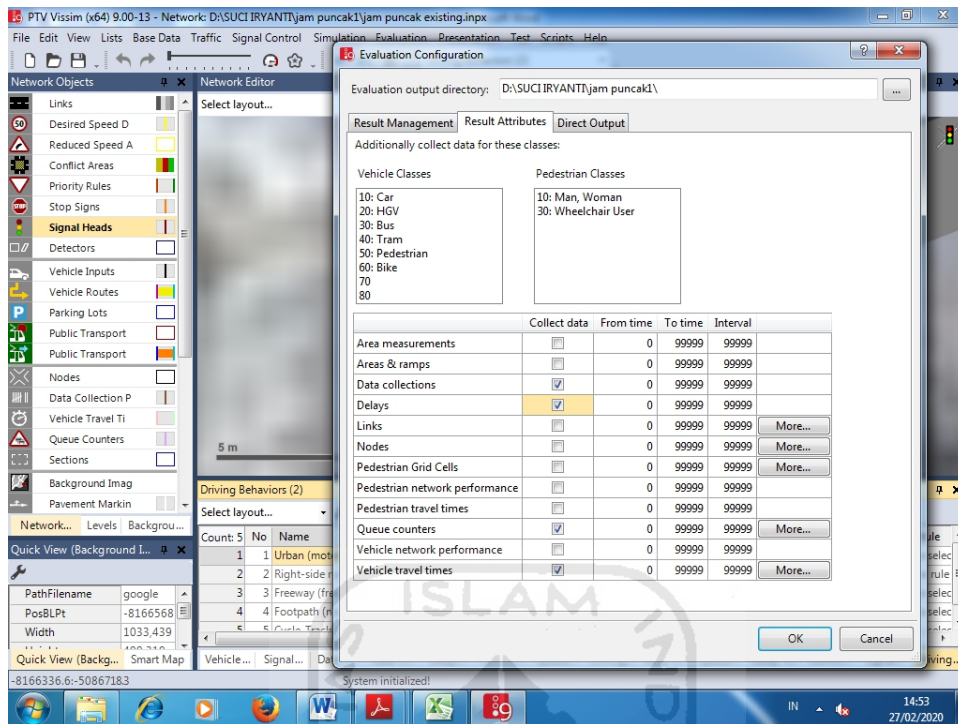 PTV Vissim (x64) 9.00-13 - Network: D:\SUCI IRYANTI\jam puncak1\jam puncak existing.inpx
File Edit View Lists Base Data Traffic Signal Control Simulation Evaluation Presentation Test Scripts Help
Network Objects
Links
50
Desired Speed D
Reduced Speed A
Conflict Areas
Priority Rules
STOP
Stop Signs
Signal Heads
Detectors
Vehicle Inputs
Vehicle Routes
P
Parking Lots
Public Transport
Public Transport
Nodes
Data Collection P
Vehicle Travel Ti
Queue Counters
Sections
Background Imag
Pavement Markin
Network... Levels Backgrou...
Quick View (Background I...
PathFilename google
PosBLPt -8166568
Width 1033,439
Quick View (Backg... Smart Map
-8166336.6:-5086718.3
Network Editor
Select layout...
5 m
Driving Behaviors (2)
Select layout...
Count: 5 No Name
1 1 Urban (mot
2 2 Right-side r
3 3 Freeway (fre
4 4 Footpath (n
5 5 Cycle-Track
Vehicle... Signal... Da
System initialized!
Evaluation Configuration
Evaluation output directory: D:\SUCI IRYANTI\jam puncak1\
...
Result Management Result Attributes Direct Output
Additionally collect data for these classes:
Vehicle Classes
10: Car
20: HGV
30: Bus
40: Tram
50: Pedestrian
60: Bike
70
80
Pedestrian Classes
10: Man, Woman
30: Wheelchair User
Collect data From time To time Interval
Area measurements 0 99999 99999
Areas & ramps 0 99999 99999
Data collections 0 99999 99999
Delays 0 99999 99999
Links 0 99999 99999 More...
Nodes 0 99999 99999 More...
Pedestrian Grid Cells 0 99999 99999 More...
Pedestrian network performance 0 99999 99999
Pedestrian travel times 0 99999 99999
Queue counters 0 99999 99999 More...
Vehicle network performance 0 99999 99999
Vehicle travel times 0 99999 99999 More...
OK Cancel
ule
selec
rule
selec
selec
iving...
ISLAM
IN
14:53
27/02/2020